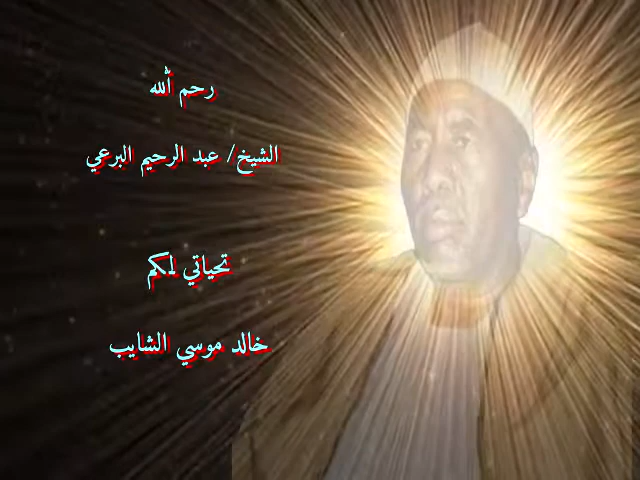 رحم الله
الشيخ/ عبد الرحيم البرعي
تحياتي لكم
خالد موسي الشايب